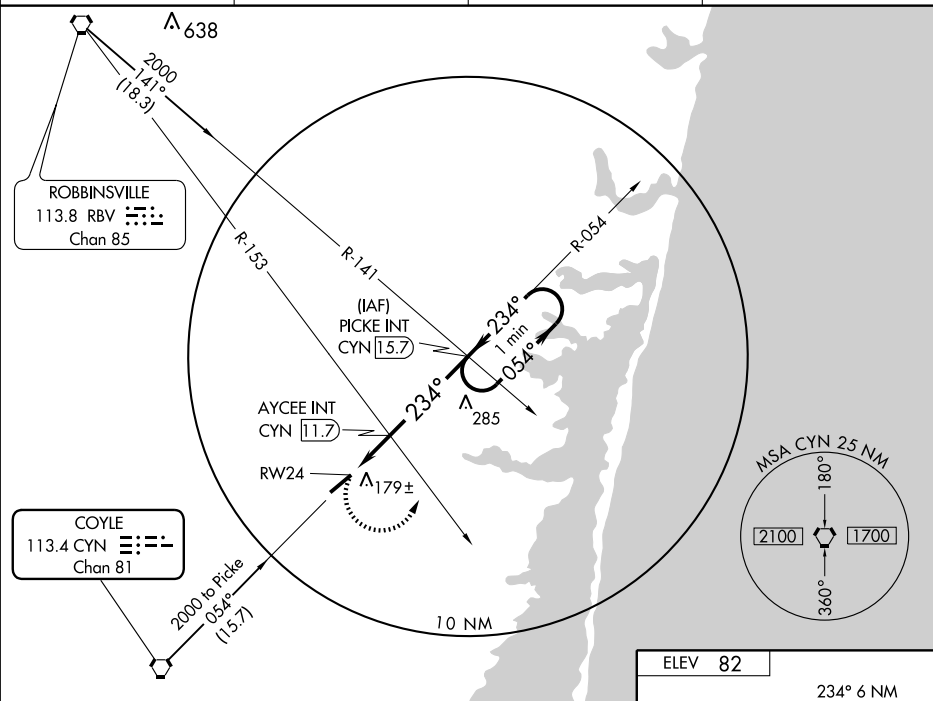 638
2000
141°
(18.3)
ROBBINSVILLE
113.8 RBV
Chan 85
R-153
R-141
R-054
(IAF)
PICKE INT
CYN 15.7
234°
1 min
054°
234°
285
AYCEE INT
CYN 11.7
RW24
179±
COYLE
113.4 CYN
Chan 81
2000 to Picke
054°
(15.7)
10 NM
MSA CYN 25 NM
180°
2100
1700
360°
ELEV 82
234° 6 NM